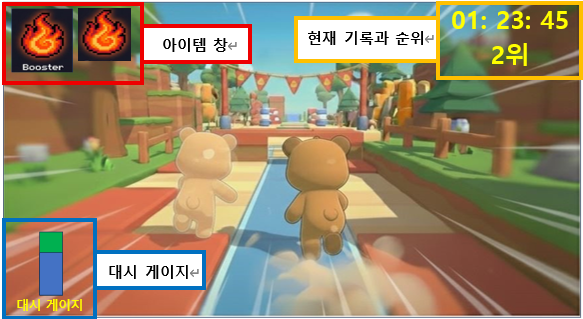 Booster
아이템 창↵
현재 기록과 순위↵
01: 23: 45
2위
대시 게이지
대시 게이지↵